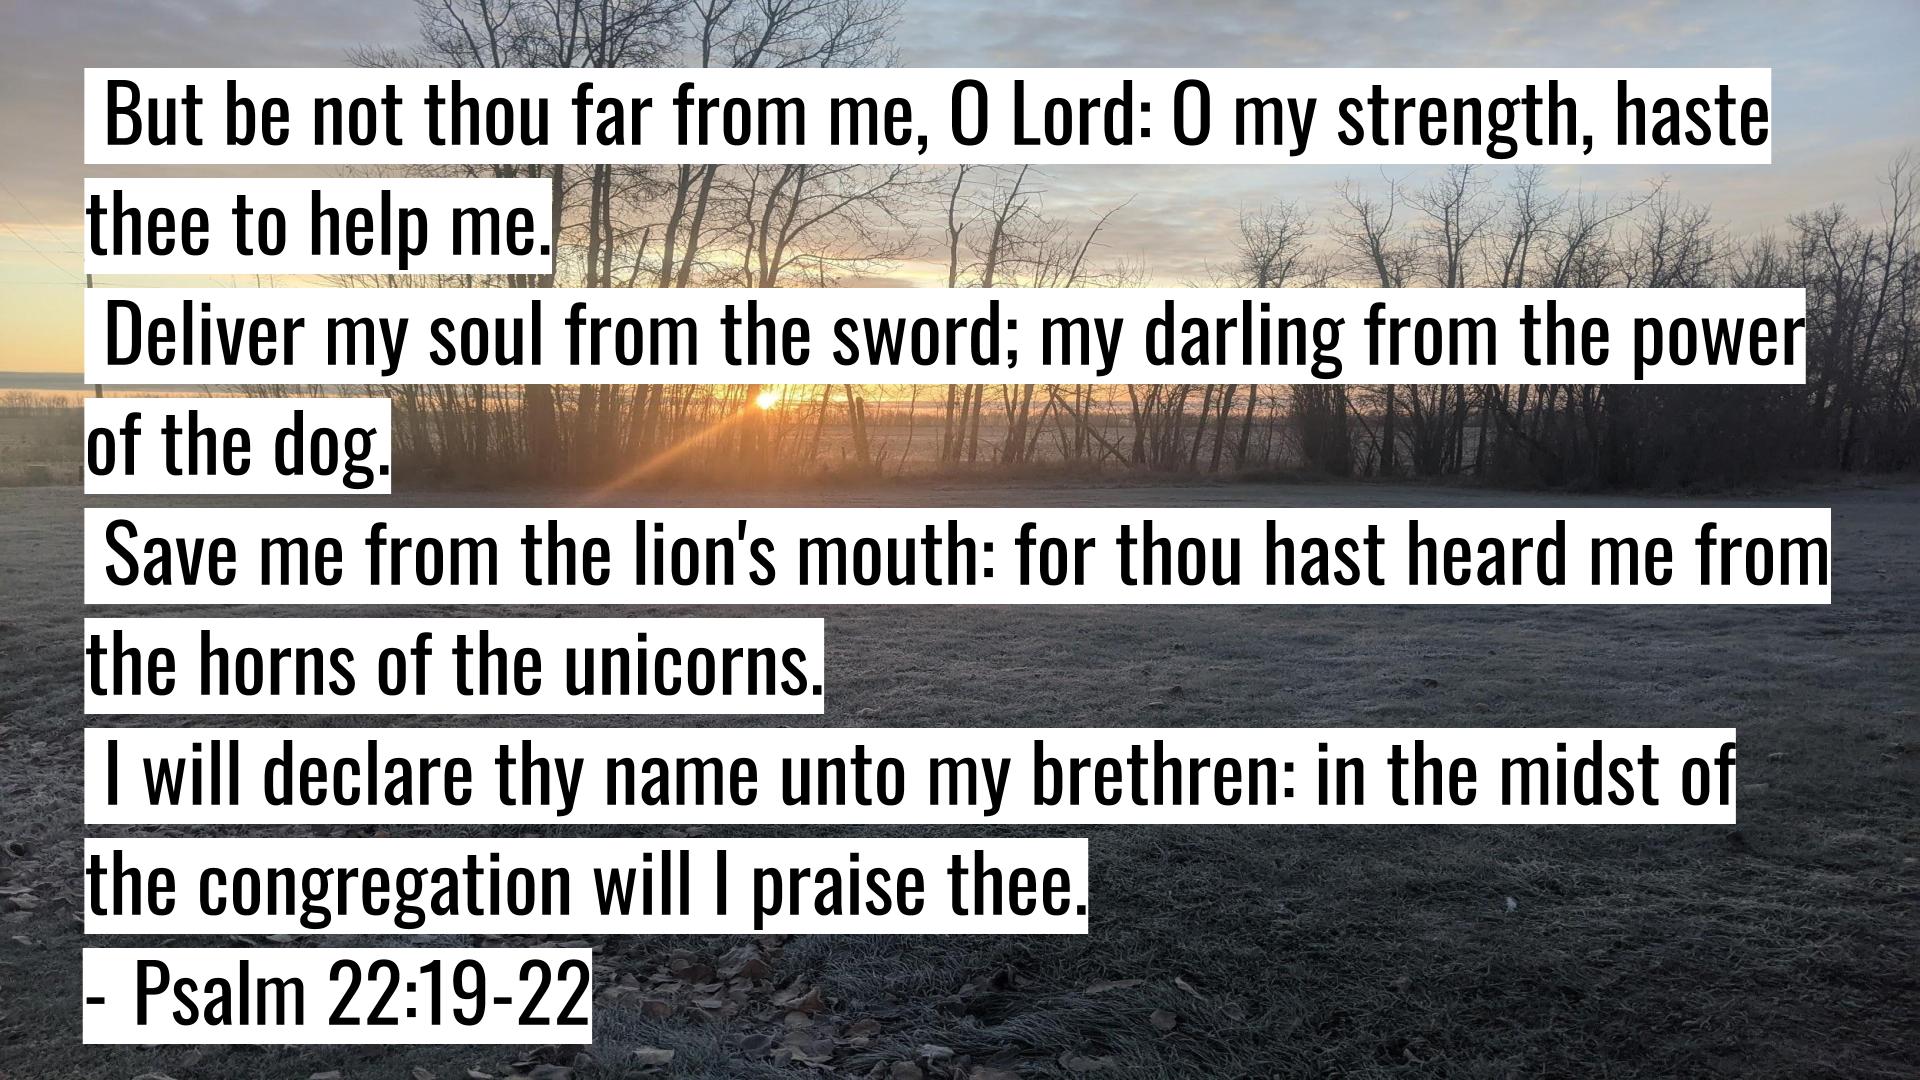 But be not thou far from me, O Lord: O my strength, haste
thee to help me.
Deliver my soul from the sword; my darling from the power
of the dog.
Save me from the lion's mouth: for thou hast heard me from
the horns of the unicorns.
I will declare thy name unto my brethren: in the midst of
the congregation will I praise thee.
- Psalm 22:19-22